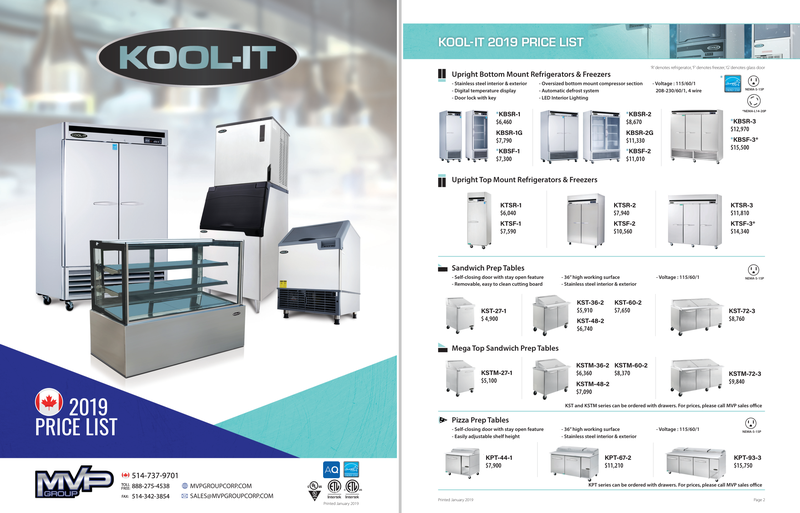 KOOL-IT
2019
PRICE LIST
MVP
GROUP
514-737-9701
TOLL FREE: 888-275-4538
FAX: 514-342-3854
MVPGROUPCORP.COM
SALES@MVPGROUPCORP.COM
AQ
Intertek
Intertek
Printed January 2019
KOOL-IT 2019 PRICE LIST
'R' denotes refrigerator, 'F' denotes freezer, 'G' denotes glass door
Upright Bottom Mount Refrigerators & Freezers
- Stainless steel interior & exterior
- Digital temperature display
- Door lock with key
- Oversized bottom mount compressor section
- Automatic defrost system
- LED Interior Lighting
- Voltage : 115/60/1
208-230/60/1, 4 wire
NEMA-5-15P
*NEMA-L14-20P
*KBSR-1
$6,460
KBSR-1G
$7,790
*KBSF-1
$7,300
*KBSR-2
$8,670
KBSR-2G
$11,330
*KBSF-2
$11,010
*KBSR-3
$12,970
*KBSF-3*
$15,500
Upright Top Mount Refrigerators & Freezers
KTSR-1
$6,040
KTSF-1
$7,590
KTSR-2
$7,940
KTSF-2
$10,560
KTSR-3
$11,810
KTSF-3*
$14,340
Sandwich Prep Tables
- Self-closing door with stay open feature
- Removable, easy to clean cutting board
- 36" high working surface
- Stainless steel interior & exterior
- Voltage : 115/60/1
NEMA-5-15P
KST-27-1
$ 4,900
KST-36-2
$5,910
KST-48-2
$6,740
KST-60-2
$7,650
KST-72-3
$8,760
Mega Top Sandwich Prep Tables
KSTM-27-1
$5,100
KSTM-36-2
$6,360
KSTM-48-2
$7,090
KSTM-60-2
$8,370
KSTM-72-3
$9,840
KST and KSTM series can be ordered with drawers. For prices, please call MVP sales office
Pizza Prep Tables
- Self-closing door with stay open feature
- Easily adjustable shelf height
- 36" high working surface
- Stainless steel interior & exterior
- Voltage : 115/60/1
NEMA-5-15P
KPT-44-1
$7,900
KPT-67-2
$11,210
KPT-93-3
$15,750
KPT series can be ordered with drawers. For prices, please call MVP sales office
Printed January 2019
Page 2